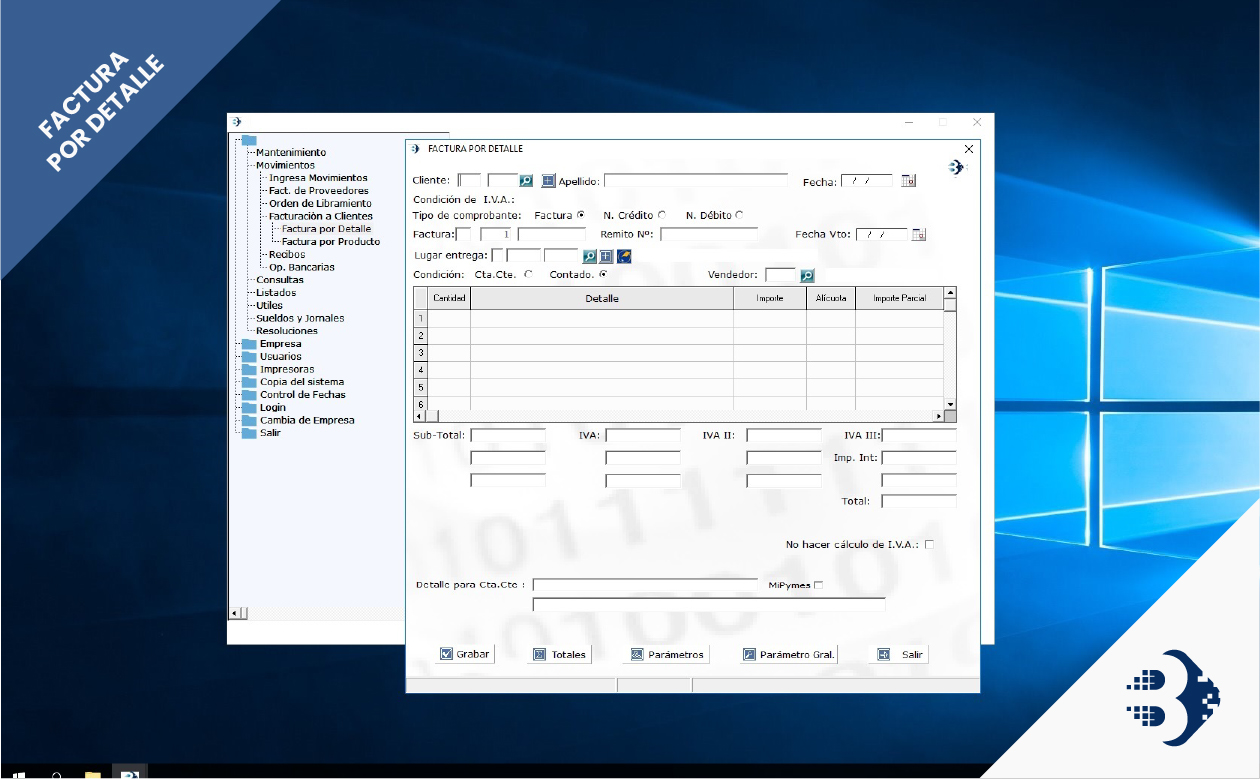 FACTURA
POR DETALLE
Mantenimiento
Movimientos
Ingresa Movimientos
Fact. de Proveedores
Orden de Libramiento
Facturación a Clientes
Factura por Detalle
Factura por Producto
Recibos
Op. Bancarias
Consultas
Listados
Utiles
Sueldos y Jornales
Resoluciones
Empresa
Usuarios
Impresoras
Copia del sistema
Control de Fechas
Login
Cambia de Empresa
Salir
FACTURA POR DETALLE
Cliente: Apellido: Fecha: / /
Condición de I.V.A.:
Tipo de comprobante: Factura N. Crédito N. Débito
Factura: 1 Remito Nº: Fecha Vto: / /
Lugar entrega:
Condición: Cta.Cte. Contado. Vendedor:
Cantidad Detalle Importe Alícuota Importe Parcial
1
2
3
4
5
6
Sub-Total: IVA: IVA II: IVA III:
Imp. Int:
Total:
No hacer cálculo de I.V.A.:
Detalle para Cta.Cte : MiPymes
Grabar Totales Parámetros Parámetro Gral. Salir